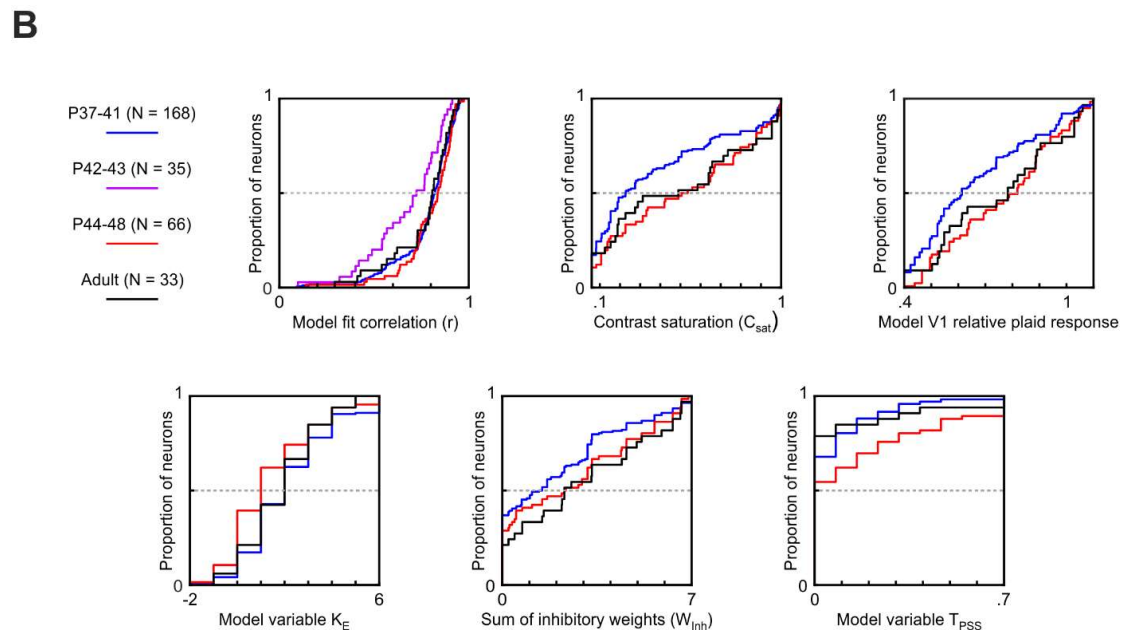 B
P37-41 (N = 168)
P42-43 (N = 35)
P44-48 (N = 66)
Adult (N = 33)
1
Proportion of neurons
0
0
1
Model fit correlation (r)
1
Proportion of neurons
0
.1
1
Contrast saturation (Csat)
1
Proportion of neurons
0
.4
1
Model V1 relative plaid response
1
Proportion of neurons
0
-2
6
Model variable KE
1
Proportion of neurons
0
0
7
Sum of inhibitory weights (WInh)
1
Proportion of neurons
0
0
.7
Model variable TPSS